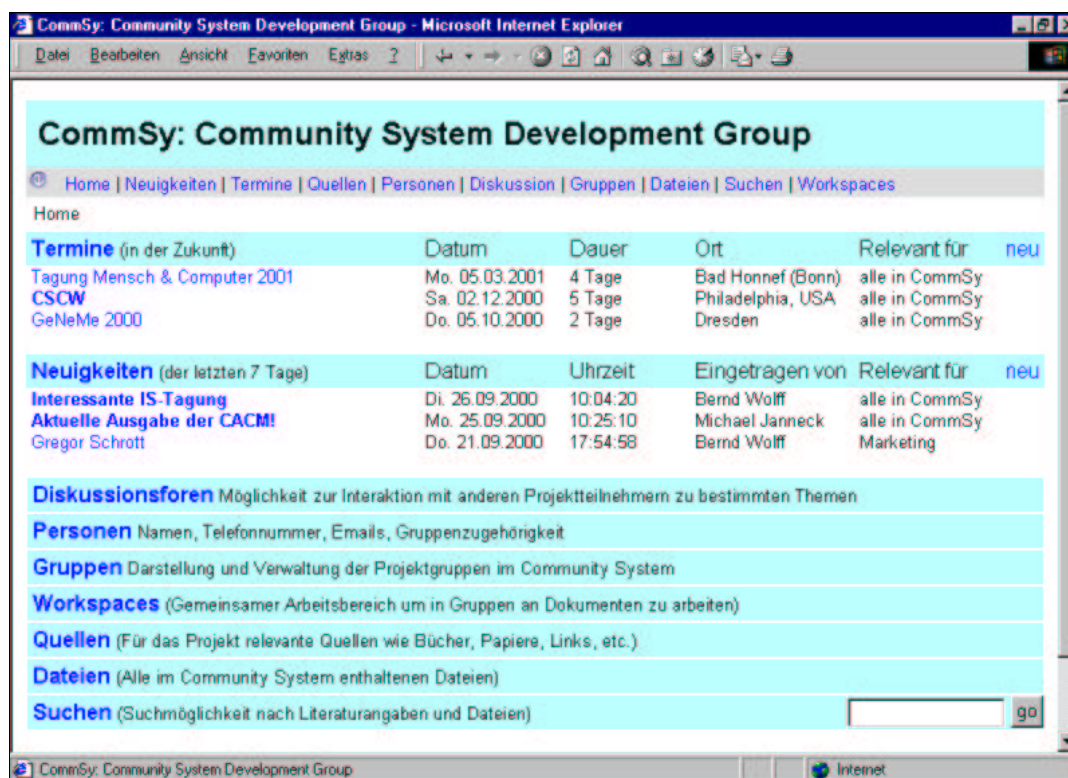 CommSy: Community System Development Group - Microsoft Internet Explorer
Datei Bearbeiten Ansicht Favoriten Extras ?
CommSy: Community System Development Group
Home | Neuigkeiten | Termine | Quellen | Personen | Diskussion | Gruppen | Dateien | Suchen | Workspaces
Home
Termine (in der Zukunft) Datum Dauer Ort Relevant für neu
Tagung Mensch & Computer 2001 Mo. 05.03.2001 4 Tage Bad Honnef (Bonn) alle in CommSy
CSCW Sa. 02.12.2000 5 Tage Philadelphia, USA alle in CommSy
GeNeMe 2000 Do. 05.10.2000 2 Tage Dresden alle in CommSy
Neuigkeiten (der letzten 7 Tage) Datum Uhrzeit Eingetragen von Relevant für neu
Interessante IS-Tagung Di. 26.09.2000 10:04:20 Bernd Wolff alle in CommSy
Aktuelle Ausgabe der CACM! Mo. 25.09.2000 10:25:10 Michael Janneck alle in CommSy
Gregor Schrott Do. 21.09.2000 17:54:58 Bernd Wolff Marketing
Diskussionsforen Möglichkeit zur Interaktion mit anderen Projektteilnehmern zu bestimmten Themen
Personen Namen, Telefonnummer, Emails, Gruppenzugehörigkeit
Gruppen Darstellung und Verwaltung der Projektgruppen im Community System
Workspaces (Gemeinsamer Arbeitsbereich um in Gruppen an Dokumenten zu arbeiten)
Quellen (Für das Projekt relevante Quellen wie Bücher, Papiere, Links, etc.)
Dateien (Alle im Community System enthaltenen Dateien)
Suchen (Suchmöglichkeit nach Literaturangaben und Dateien) go
CommSy: Community System Development Group Internet